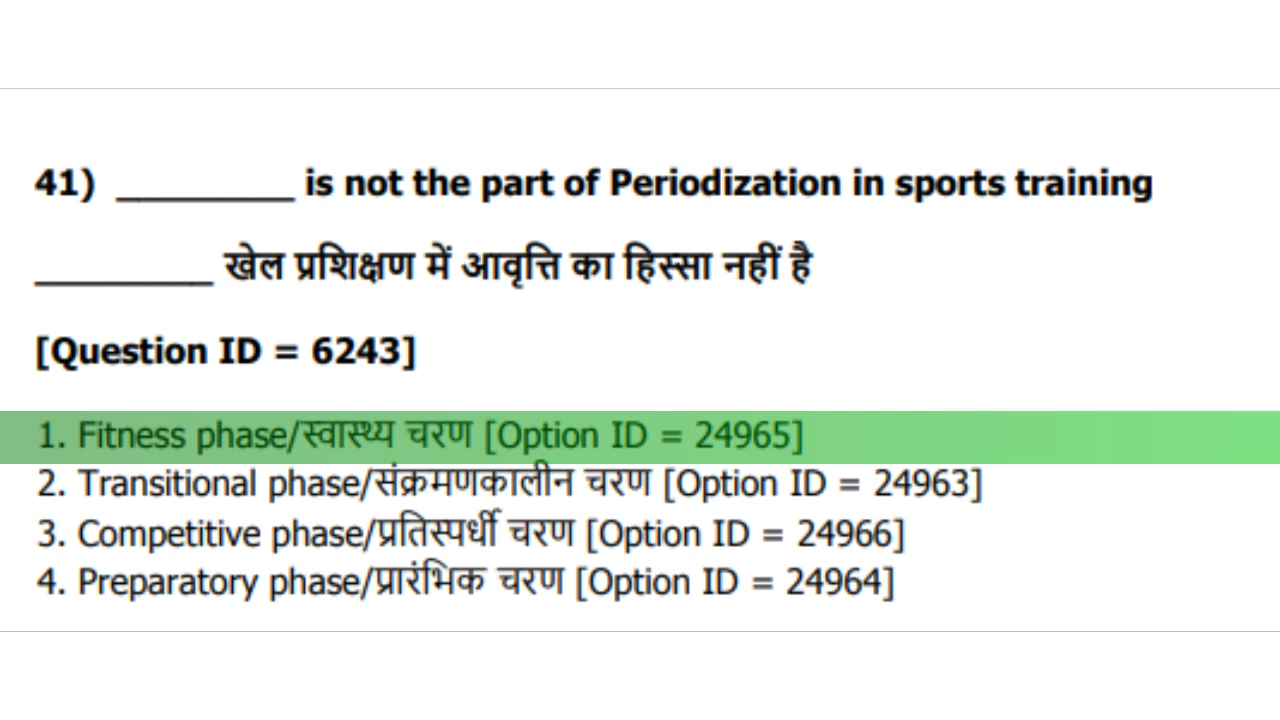 41) _________ is not the part of Periodization in sports training
_________ खेल प्रशिक्षण में आवृत्ति का हिस्सा नहीं है
[Question ID = 6243]
1. Fitness phase/स्वास्थ्य चरण [Option ID = 24965]
2. Transitional phase/संक्रमणकालीन चरण [Option ID = 24963]
3. Competitive phase/प्रतिस्पर्धी चरण [Option ID = 24966]
4. Preparatory phase/प्रारंभिक चरण [Option ID = 24964]